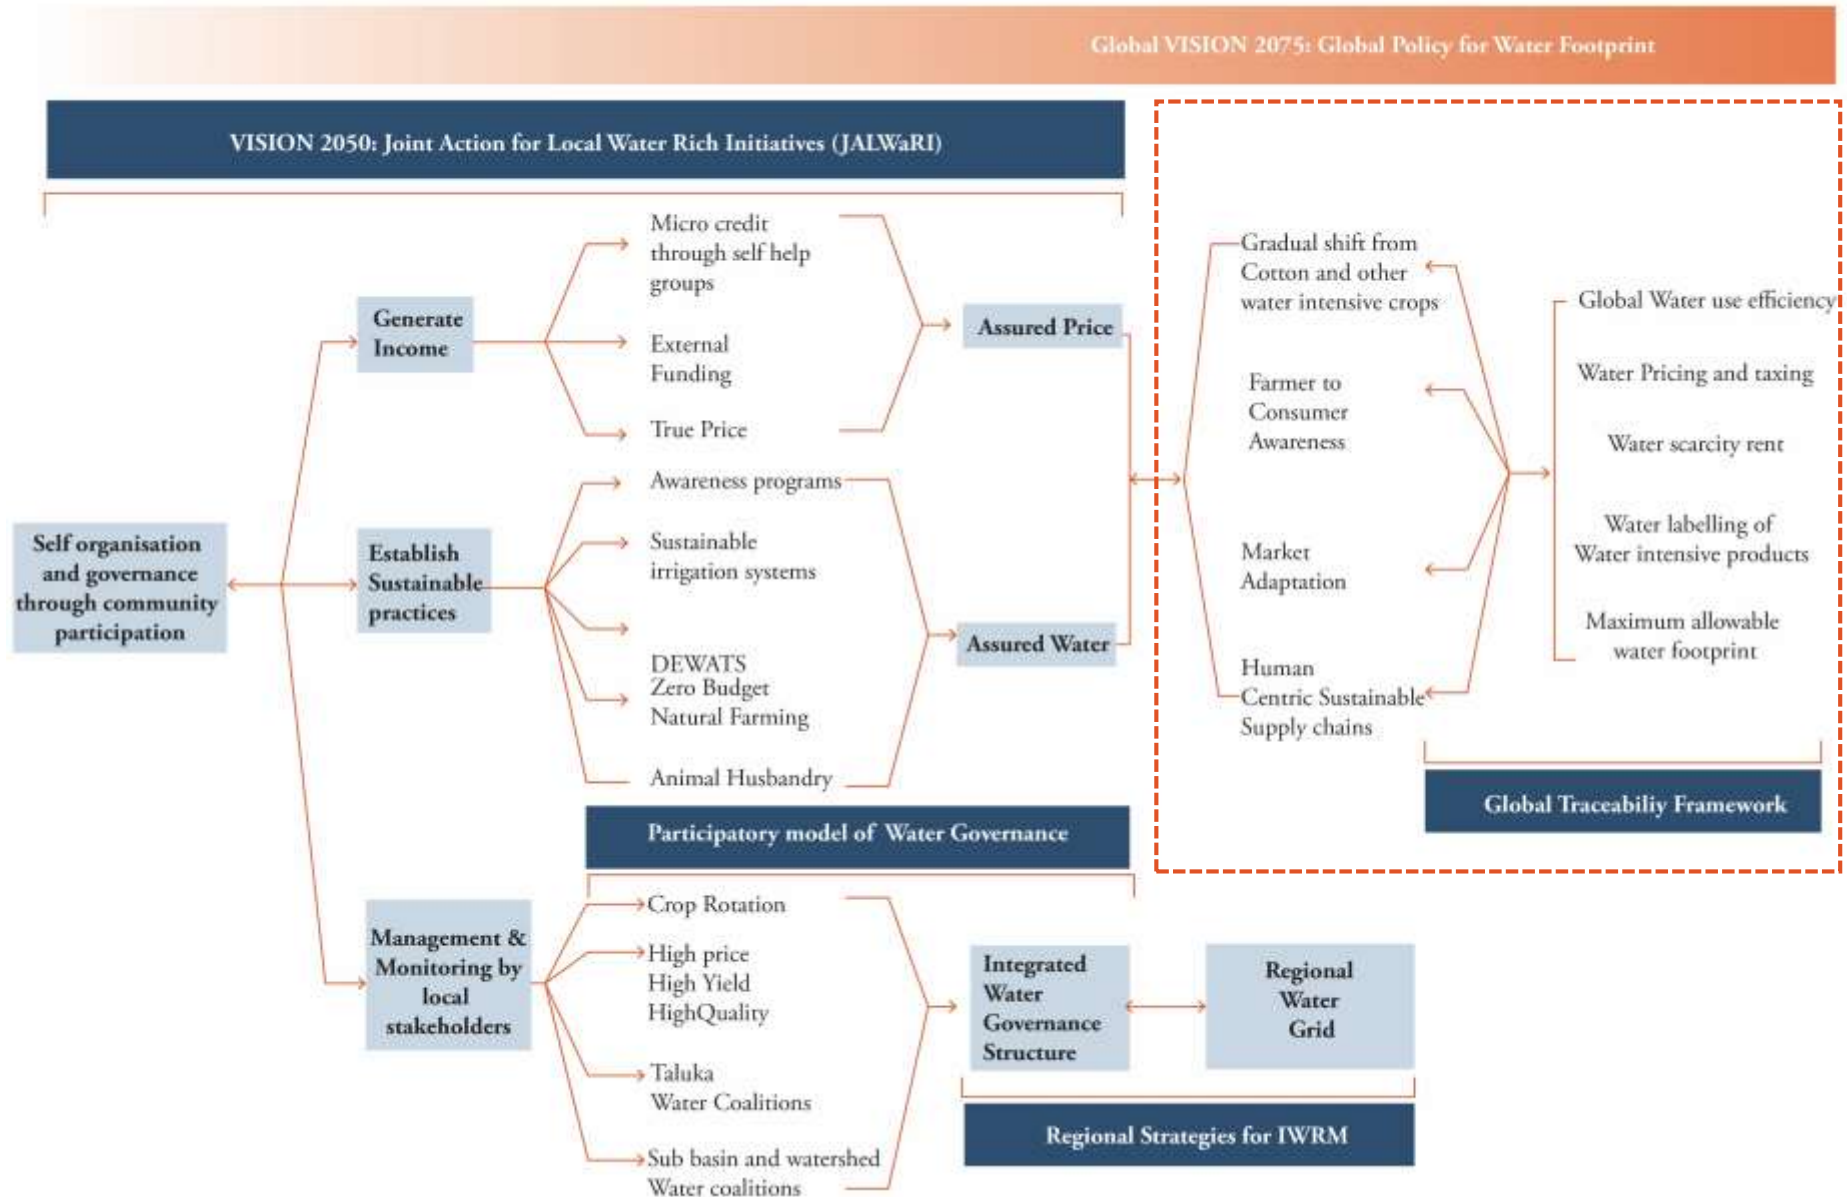 Global VISION 2075: Global Policy for Water Footprint
VISION 2050: Joint Action for Local Water Rich Initiatives (JALWaRI)
Self organisation
and governance
through community
participation
Generate
Income
Micro credit
through self help
groups
External
Funding
True Price
Assured Price
Establish
Sustainable
practices
Awareness programs
Sustainable
irrigation systems
DEWATS
Zero Budget
Natural Farming
Animal Husbandry
Assured Water
Participatory model of Water Governance
Management &
Monitoring by
local
stakeholders
Crop Rotation
High price
High Yield
HighQuality
Taluka
Water Coalitions
Sub basin and watershed
Water coalitions
Integrated
Water
Governance
Structure
Regional
Water
Grid
Regional Strategies for IWRM
Gradual shift from
Cotton and other
water intensive crops
Farmer to
Consumer
Awareness
Market
Adaptation
Human
Centric Sustainable
Supply chains
Global Water use efficiency
Water Pricing and taxing
Water scarcity rent
Water labelling of
Water intensive products
Maximum allowable
water footprint
Global Traceabiliy Framework